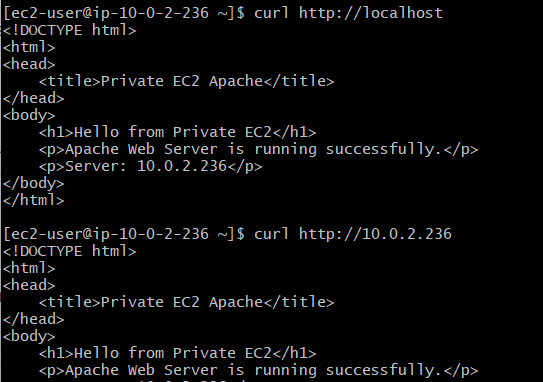 [ec2-user@ip-10-0-2-236 ~]$ curl http://localhost
<!DOCTYPE html>
<html>
<head>
    <title>Private EC2 Apache</title>
</head>
<body>
    <h1>Hello from Private EC2</h1>
    <p>Apache Web Server is running successfully.</p>
    <p>Server: 10.0.2.236</p>
</body>
</html>

[ec2-user@ip-10-0-2-236 ~]$ curl http://10.0.2.236
<!DOCTYPE html>
<html>
<head>
    <title>Private EC2 Apache</title>
</head>
<body>
    <h1>Hello from Private EC2</h1>
    <p>Apache Web Server is running successfully.</p>